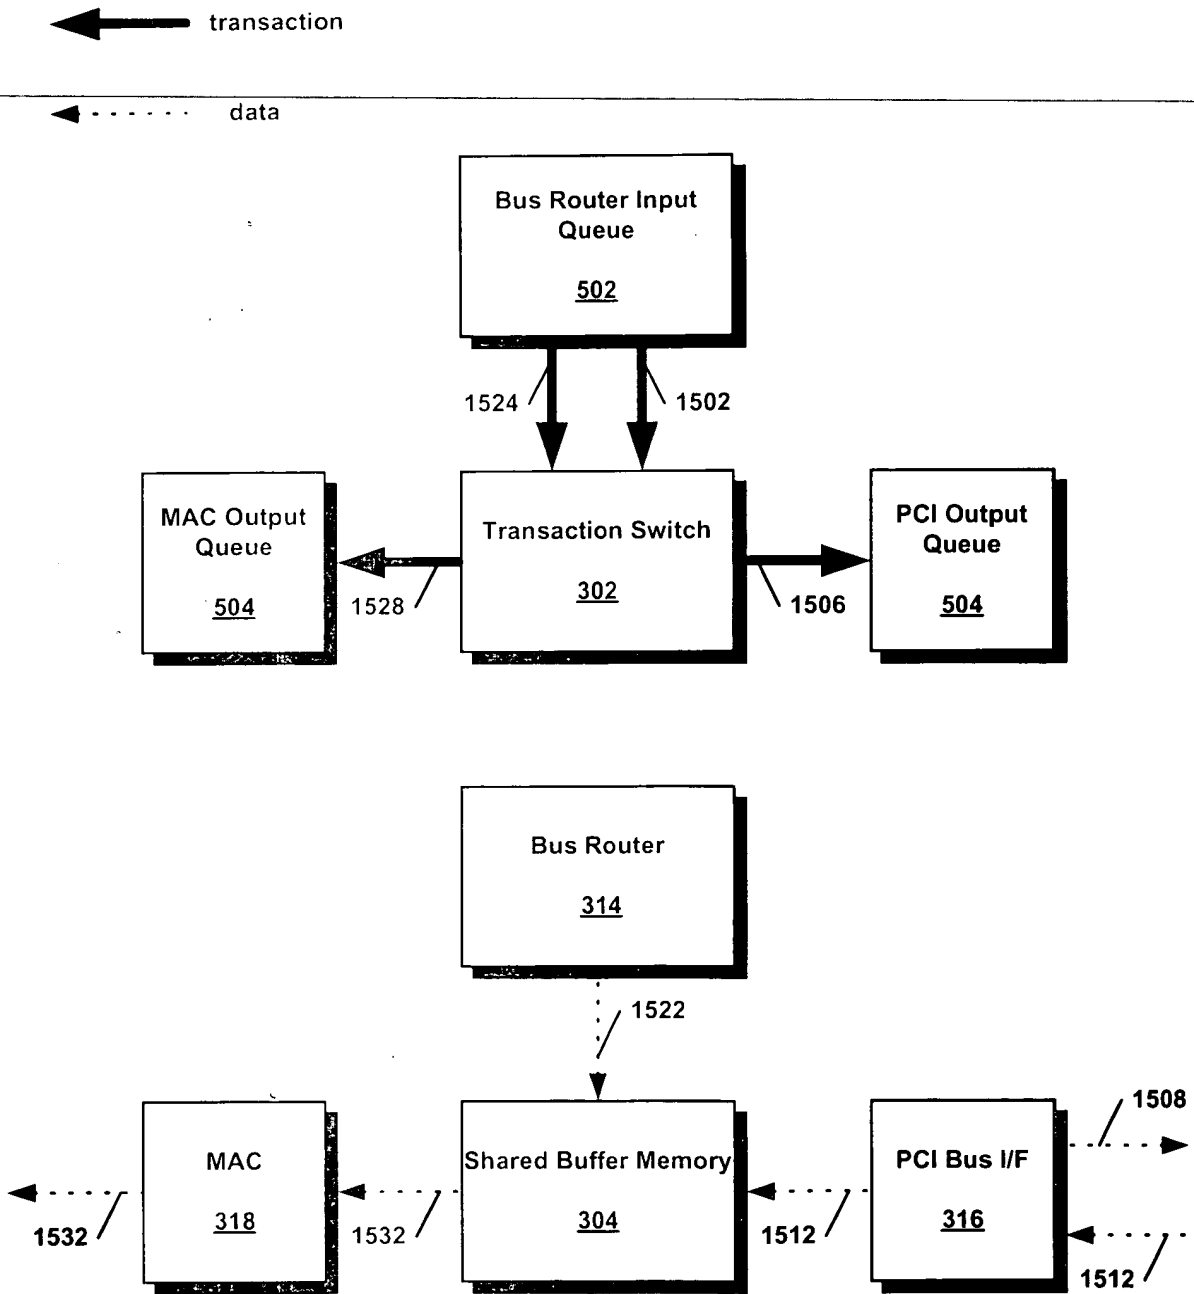 transaction
data
Bus Router Input
Queue
502
1524
1502
MAC Output
Queue
504
Transaction Switch
302
PCI Output
Queue
504
1528
1506
Bus Router
314
1522
1508
MAC
318
Shared Buffer Memory
304
PCI Bus I/F
316
1532
1532
1512
1512